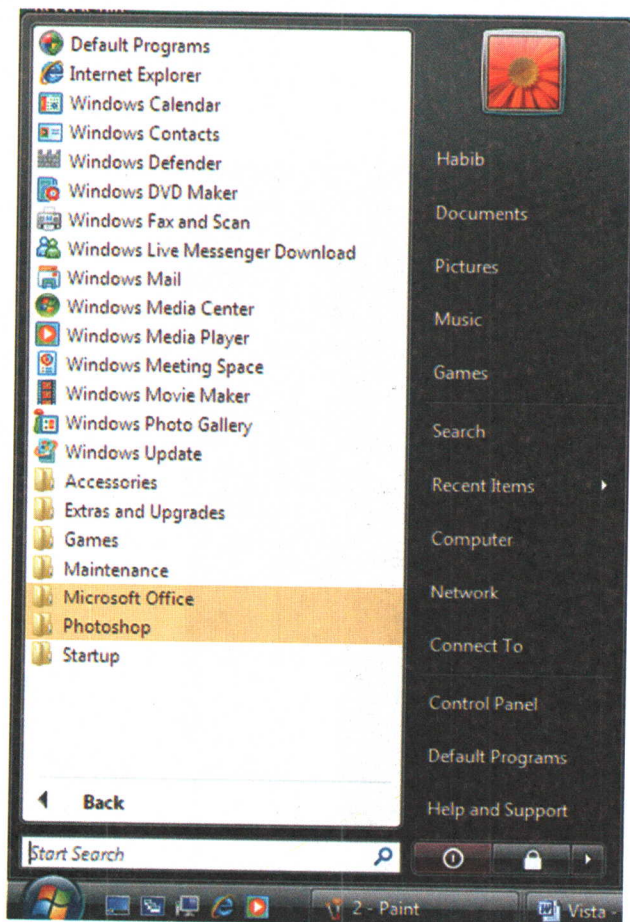 Default Programs
Internet Explorer
Windows Calendar
Windows Contacts
Windows Defender
Windows DVD Maker
Windows Fax and Scan
Windows Live Messenger Download
Windows Mail
Windows Media Center
Windows Media Player
Windows Meeting Space
Windows Movie Maker
Windows Photo Gallery
Windows Update
Accessories
Extras and Upgrades
Games
Maintenance
Microsoft Office
Photoshop
Startup
Back
Start Search
Habib
Documents
Pictures
Music
Games
Search
Recent Items
Computer
Network
Connect To
Control Panel
Default Programs
Help and Support
2 - Paint
Vista -